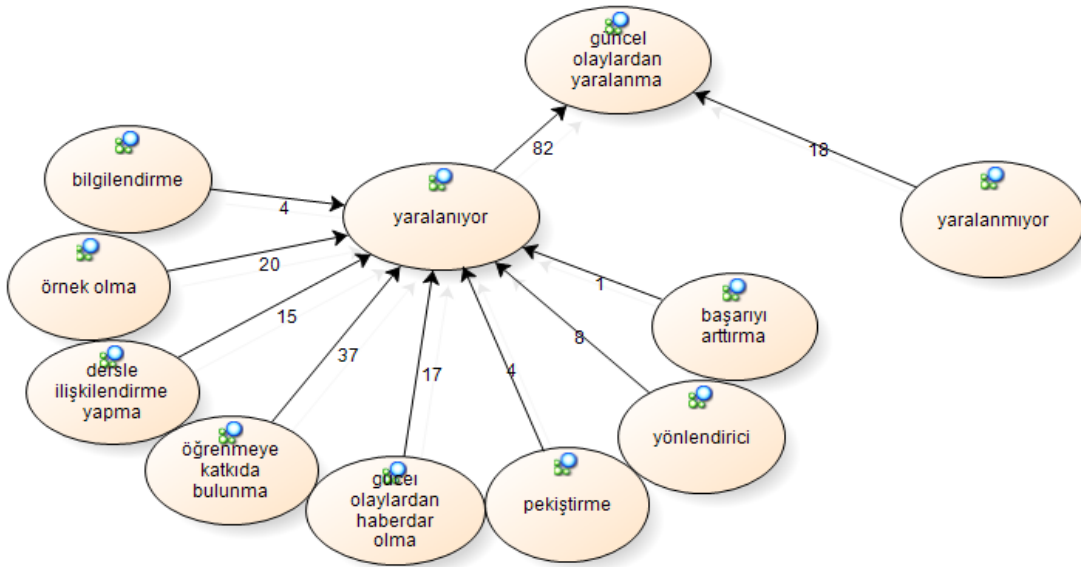 güncel
olaylardan
yaralanma
82
18
bilgilendirme
4
yaralanıyor
yaralanmıyor
örnek olma
20
15
37
17
4
8
1
başarıyı
arttırma
dersle
ilişkilendirme
yapma
öğrenmeye
katkıda
bulunma
gücel
olaylardan
haberdar
olma
pekiştirme
yönlendirici